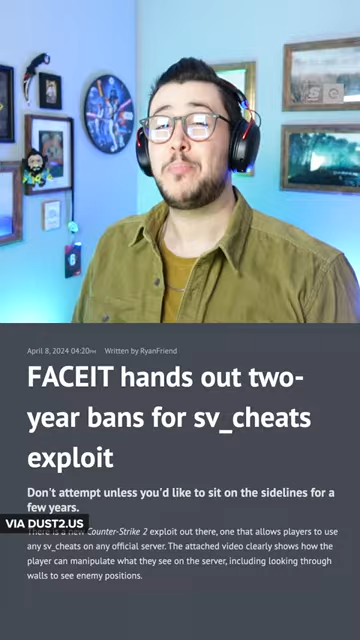 April 8, 2024 04:20PM Written by RyanFriend
FACEIT hands out two-
year bans for sv_cheats
exploit
Don't attempt unless you'd like to sit on the sidelines for a
few years.
VIA DUST2.US
There is a new Counter-Strike 2 exploit out there, one that allows players to use
any sv_cheats on any official server. The attached video clearly shows how the
player can manipulate what they see on the server, including looking through
walls to see enemy positions.